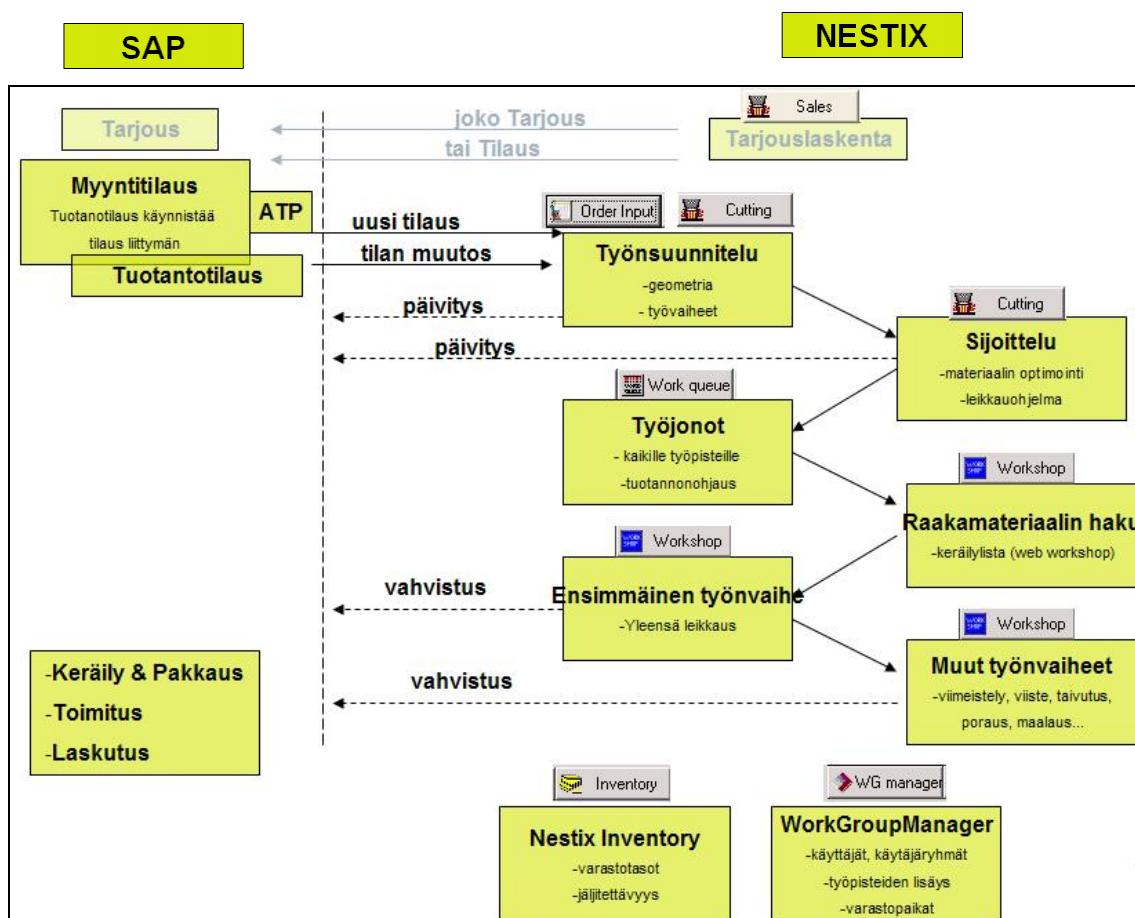 SAP
NESTIX
Sales
Tarjous
joko Tarjous
tai Tilaus
Tarjouslaskenta
Myyntitilaus
Tuotanotilaus käynnistää
tilaus liittymän
ATP
Tuotantotilaus
uusi tilaus
tilan muutos
päivitys
päivitys
Order Input
Cutting
Työnsuunnitelu
-geometria
- työvaiheet
Cutting
Sijoittelu
-materiaalin optimointi
-leikkauohjelma
Work queue
Työjonot
- kaikille työpisteille
-tuotannonohjaus
Workshop
Raakamateriaalin haku
-keräilylista (web workshop)
Workshop
Ensimmäinen työnvaihe
-Yleensä leikkaus
vahvistus
Workshop
Muut työnvaiheet
-viimeistely, viiste, taivutus,
poraus, maalaus...
vahvistus
-Keräily & Pakkaus
-Toimitus
-Laskutus
Inventory
Nestix Inventory
-varastotasot
-jäljitettävyys
WG manager
WorkGroupManager
-käyttäjät, käytäjäryhmät
-työpisteiden lisäys
-varastopaikat